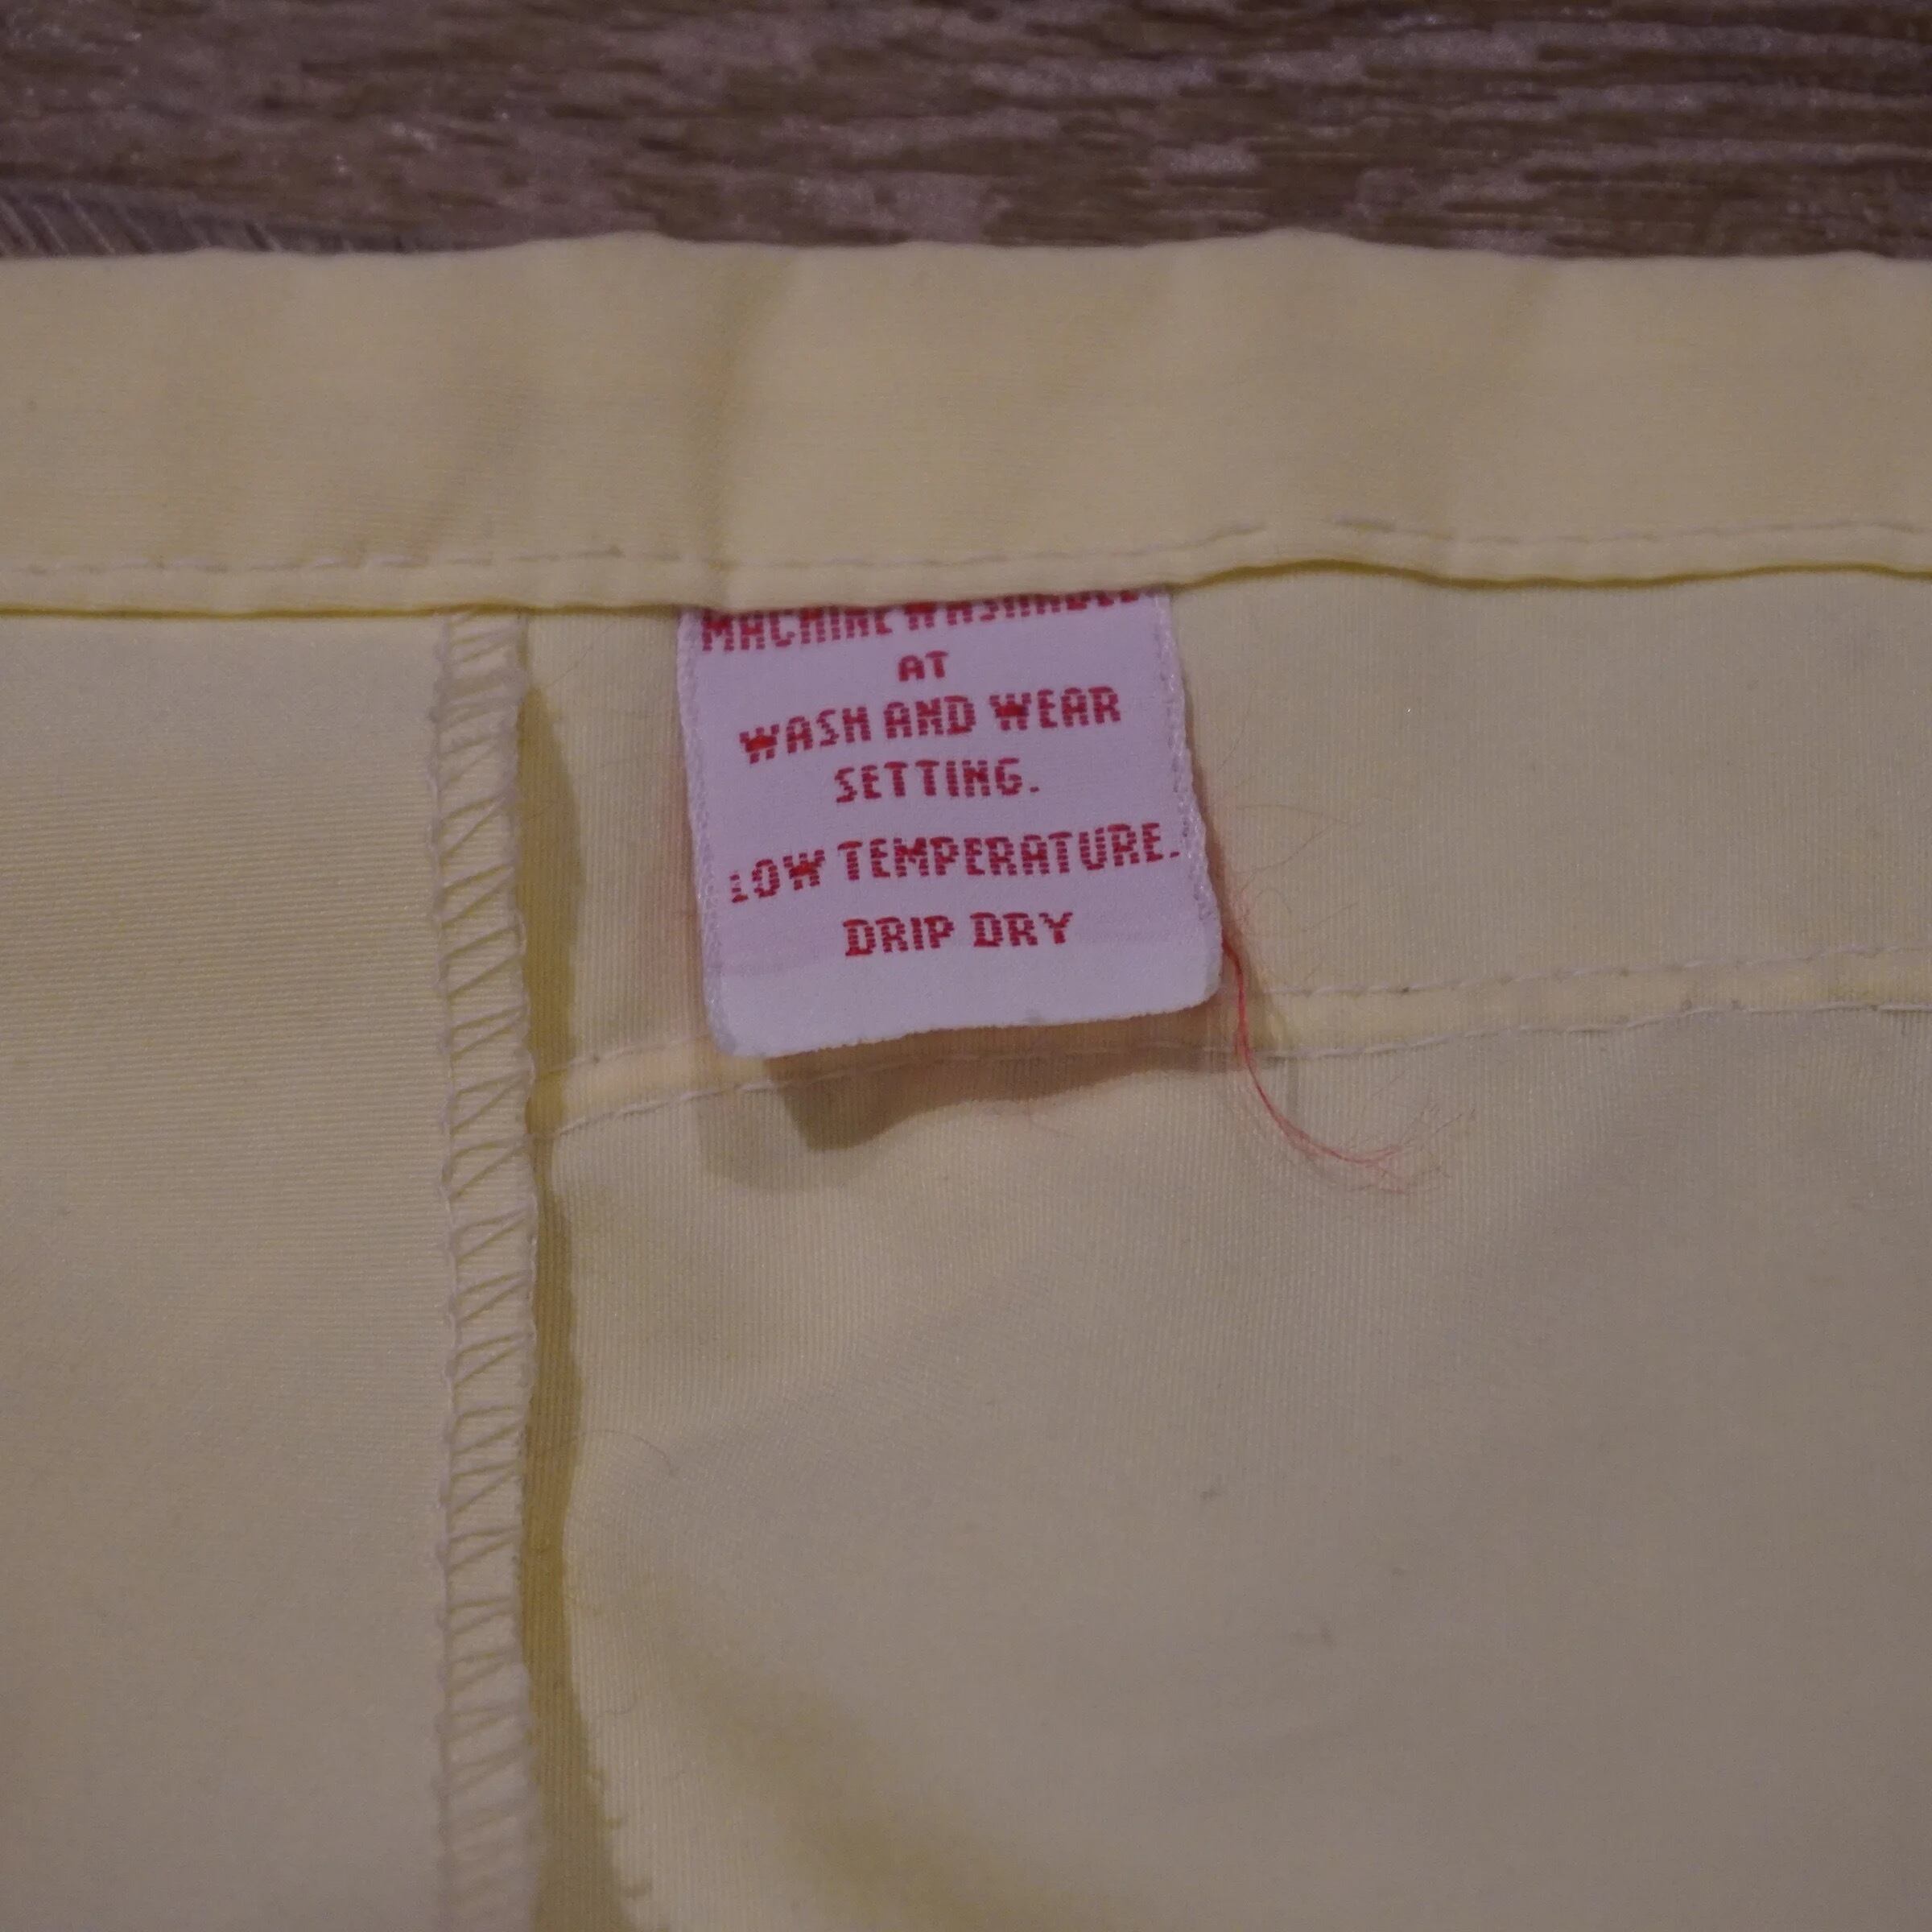 MACHINE WASHABLE
AT
WASH AND WEAR
SETTING.
LOW TEMPERATURE.
DRIP DRY